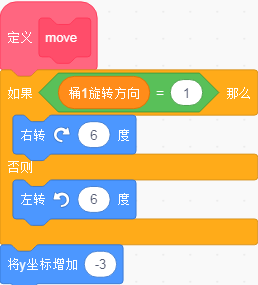 定义 move
如果 桶1旋转方向 = 1 那么
右转 6 度
否则
左转 6 度
将y坐标增加 -3